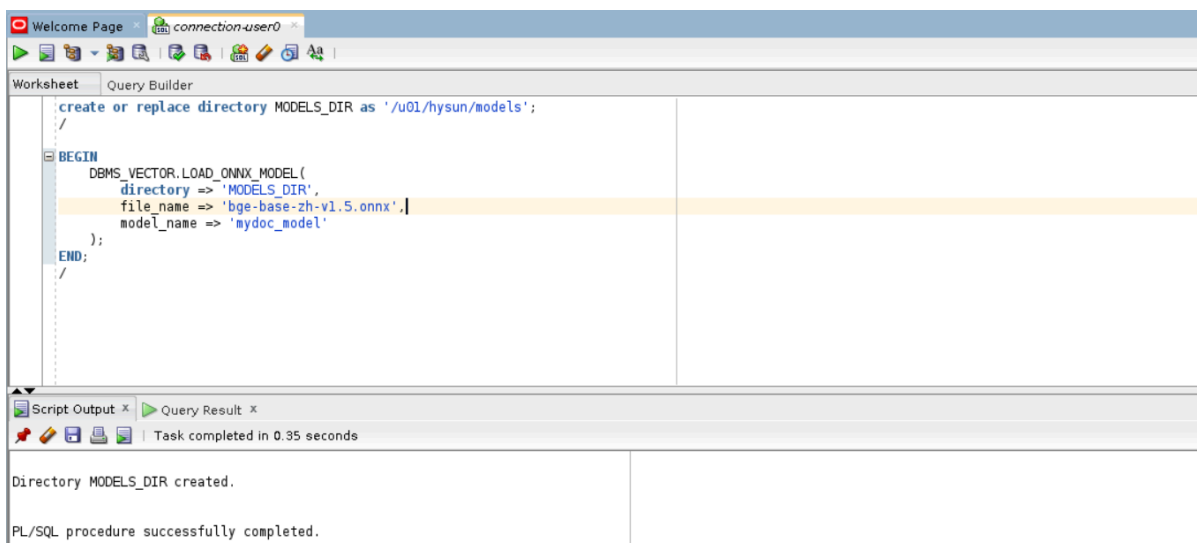 Welcome Page
connection-user0
Worksheet Query Builder
create or replace directory MODELS_DIR as '/u01/hysun/models';
/
BEGIN
DBMS_VECTOR.LOAD_ONNX_MODEL(
directory => 'MODELS_DIR',
file_name => 'bge-base-zh-v1.5.onnx',
model_name => 'mydoc_model'
);
END;
/
Script Output x Query Result x
Task completed in 0.35 seconds
Directory MODELS_DIR created.
PL/SQL procedure successfully completed.